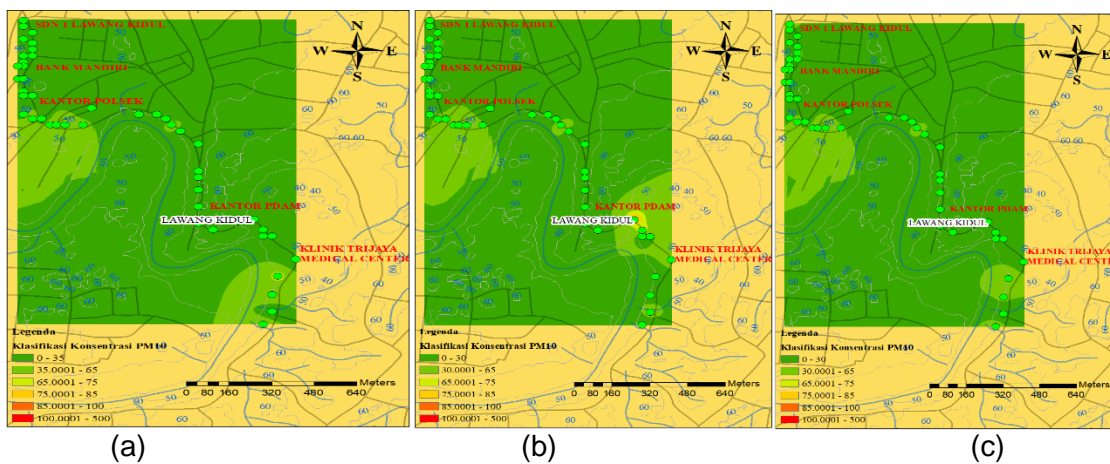 SDN 1 LAWANG KIDUL
N
W E
S
BANK MANDIRI
KANTOR POLSEK
KANTOR PDAM
LAWANG KIDUL
KLINIK TRIJAYA
MEDICAL CENTER
Legenda
Klasifikasi Konsentrasi PM10
0 - 35
35.0001 - 65
65.0001 - 75
75.0001 - 85
85.0001 - 100
100.0001 - 500
Meters
0 80 160 320 480 640
(a)
SDN 1 LAWANG KIDUL
N
W E
S
BANK MANDIRI
KANTOR POLSEK
KANTOR PDAM
LAWANG KIDUL
KLINIK TRIJAYA
MEDICAL CENTER
Legenda
Klasifikasi Konsentrasi PM10
0 - 30
30.0001 - 65
65.0001 - 75
75.0001 - 85
85.0001 - 100
100.0001 - 500
Meters
0 80 160 320 480 640
(b)
SDN 1 LAWANG KIDUL
N
W E
S
BANK MANDIRI
KANTOR POLSEK
KANTOR PDAM
LAWANG KIDUL
KLINIK TRIJAYA
MEDICAL CENTE
Legenda
Klasifikasi Konsentrasi PM10
0 - 30
30.0001 - 65
65.0001 - 75
75.0001 - 85
85.0001 - 100
100.0001 - 500
Meters
0 80 160 320 480 640
(c)